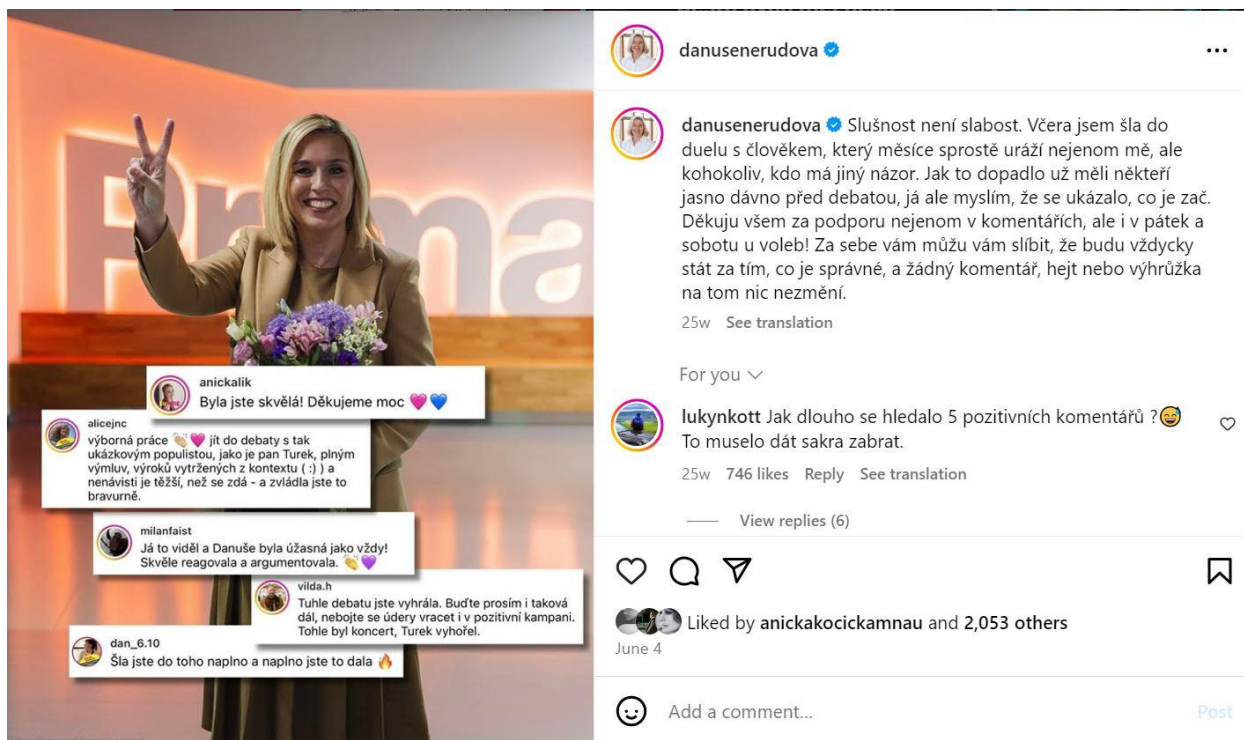 Prima
anickalik
Byla jste skvělá! Děkujeme moc 💗💙
alicejnc
výborná práce 👏🏼💗 jít do debaty s tak
ukázkovým populistou, jako je pan Turek, plným
výmluv, výroků vytržených z kontextu ( :) ) a
nenávisti je těžší, než se zdá - a zvládla jste to
bravurně.
milanfaist
Já to viděl a Danuše byla úžasná jako vždy!
Skvěle reagovala a argumentovala. 👏💜
vilda.h
Tuhle debatu jste vyhrála. Buďte prosím i taková
dál, nebojte se údery vracet i v pozitivní kampani.
Tohle byl koncert, Turek vyhořel.
dan_6.10
Šla jste do toho naplno a naplno jste to dala 🔥
danusenerudova
danusenerudova Slušnost není slabost. Včera jsem šla do
duelu s člověkem, který měsíce sprostě uráží nejenom mě, ale
kohokoliv, kdo má jiný názor. Jak to dopadlo už měli někteří
jasno dávno před debatou, já ale myslím, že se ukázalo, co je zač.
Děkuju všem za podporu nejenom v komentářích, ale i v pátek a
sobotu u voleb! Za sebe vám můžu vám slíbit, že budu vždycky
stát za tím, co je správné, a žádný komentář, hejt nebo výhrůžka
na tom nic nezmění.
25w See translation
For you
lukynkott Jak dlouho se hledalo 5 pozitivních komentářů ?😅
To muselo dát sakra zabrat.
25w 746 likes Reply See translation
View replies (6)
Liked by anickakocickamnau and 2,053 others
June 4
Add a comment...
Post